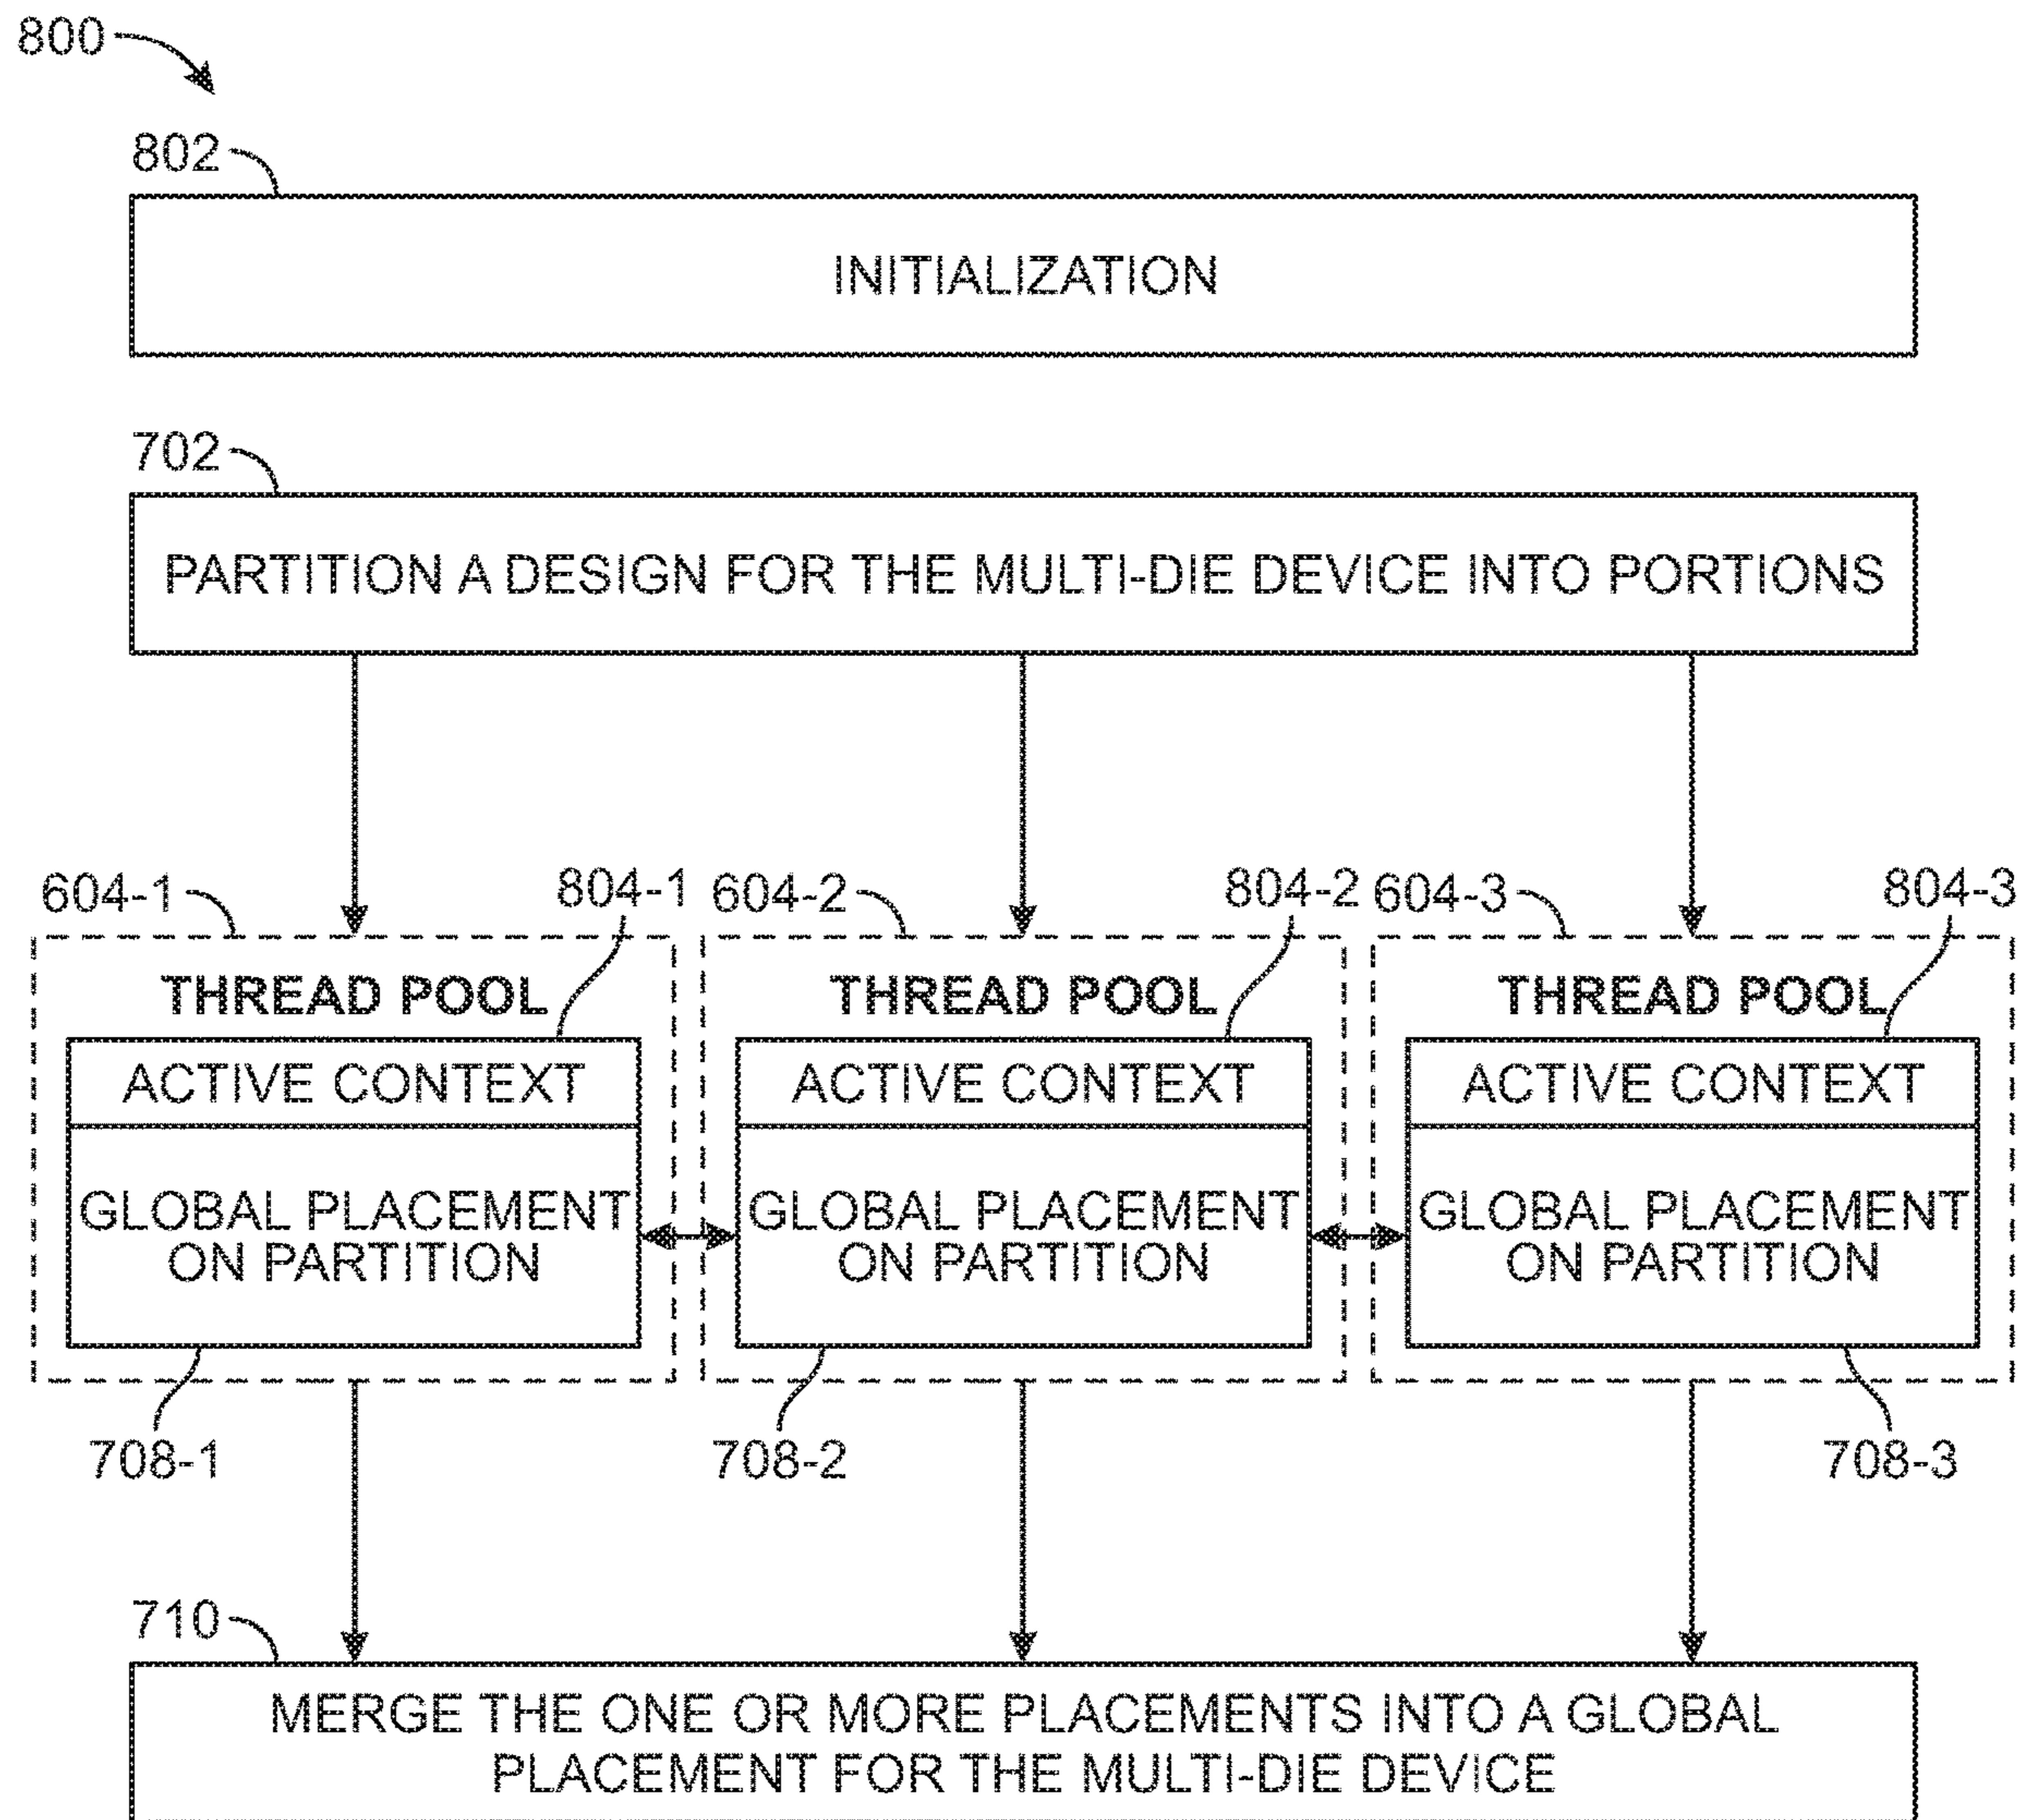 800
802
INITIALIZATION
702
PARTITION A DESIGN FOR THE MULTI-DIE DEVICE INTO PORTIONS
604-1
804-1
604-2
804-2
604-3
804-3
THREAD POOL
THREAD POOL
THREAD POOL
ACTIVE CONTEXT
ACTIVE CONTEXT
ACTIVE CONTEXT
GLOBAL PLACEMENT
ON PARTITION
GLOBAL PLACEMENT
ON PARTITION
GLOBAL PLACEMENT
ON PARTITION
708-1
708-2
708-3
710
MERGE THE ONE OR MORE PLACEMENTS INTO A GLOBAL
PLACEMENT FOR THE MULTI-DIE DEVICE